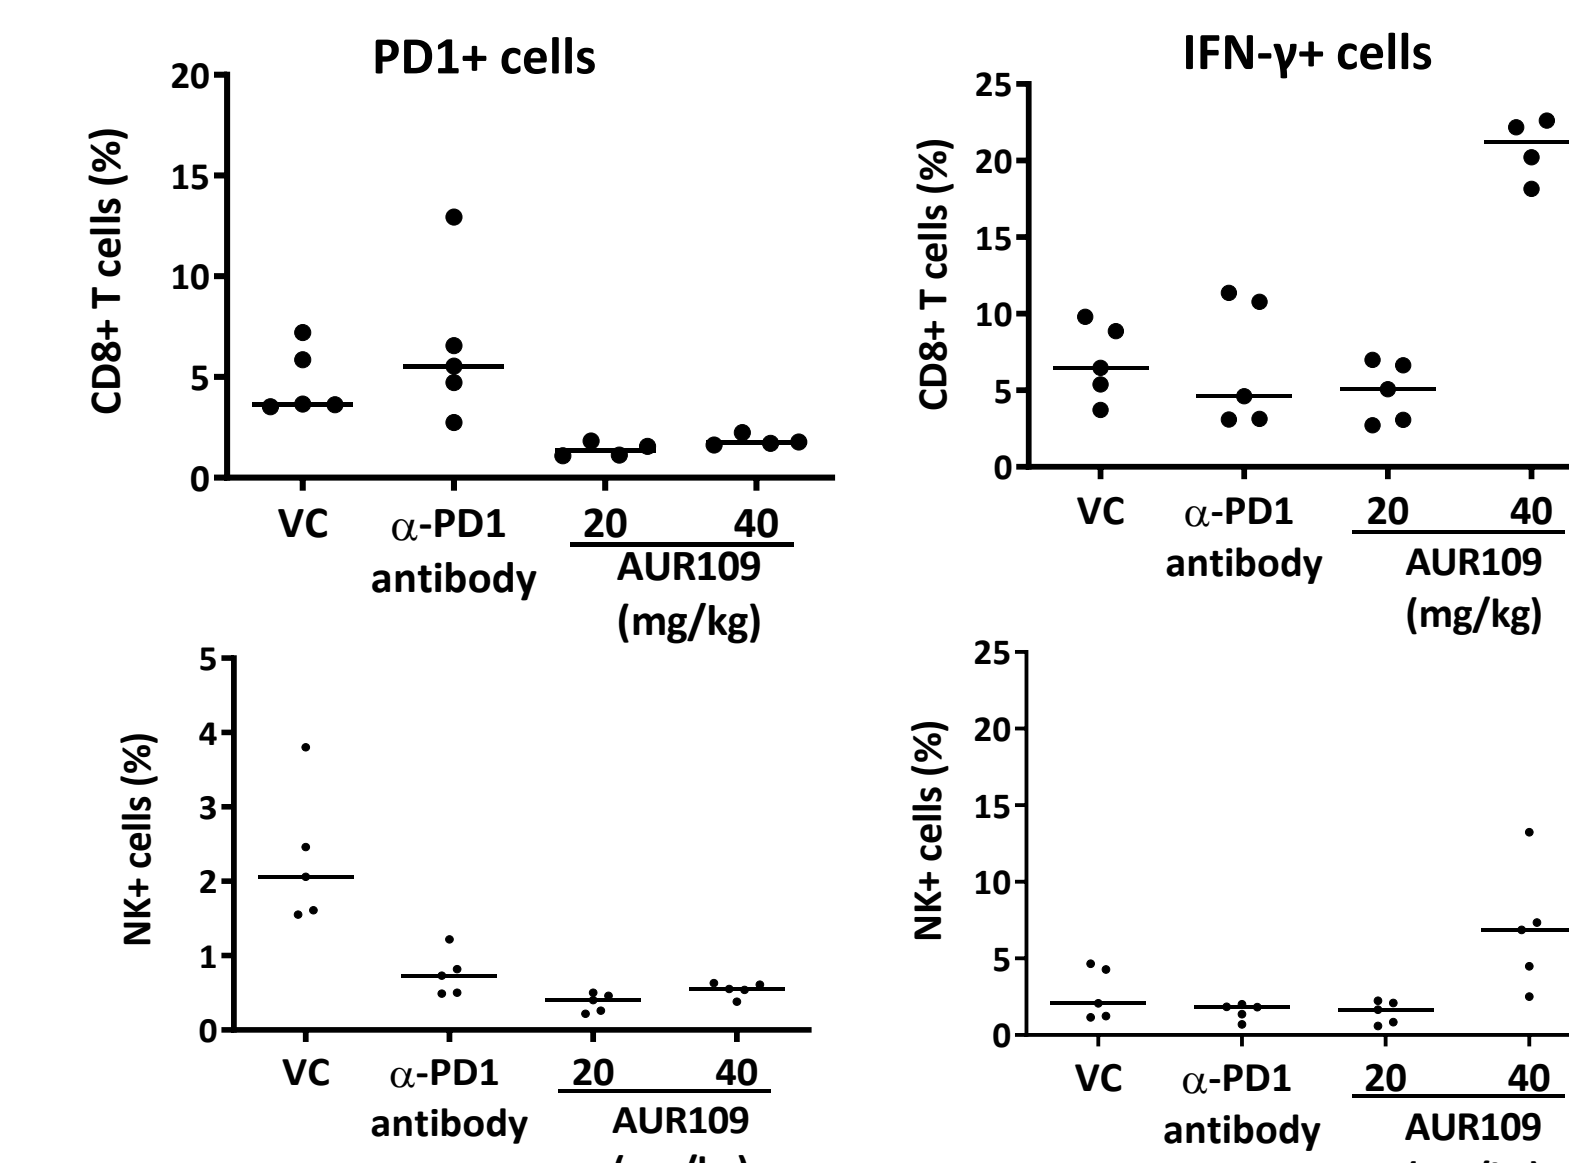 PD1+ cells
CD8+ T cells (%)
20
15
10
5
0
VC
α-PD1
antibody
20
40
AUR109
(mg/kg)
IFN-γ+ cells
CD8+ T cells (%)
25
20
15
10
5
0
VC
α-PD1
antibody
20
40
AUR109
(mg/kg)
NK+ cells (%)
5
4
3
2
1
0
VC
α-PD1
antibody
20
40
AUR109
NK+ cells (%)
25
20
15
10
5
0
VC
α-PD1
antibody
20
40
AUR109